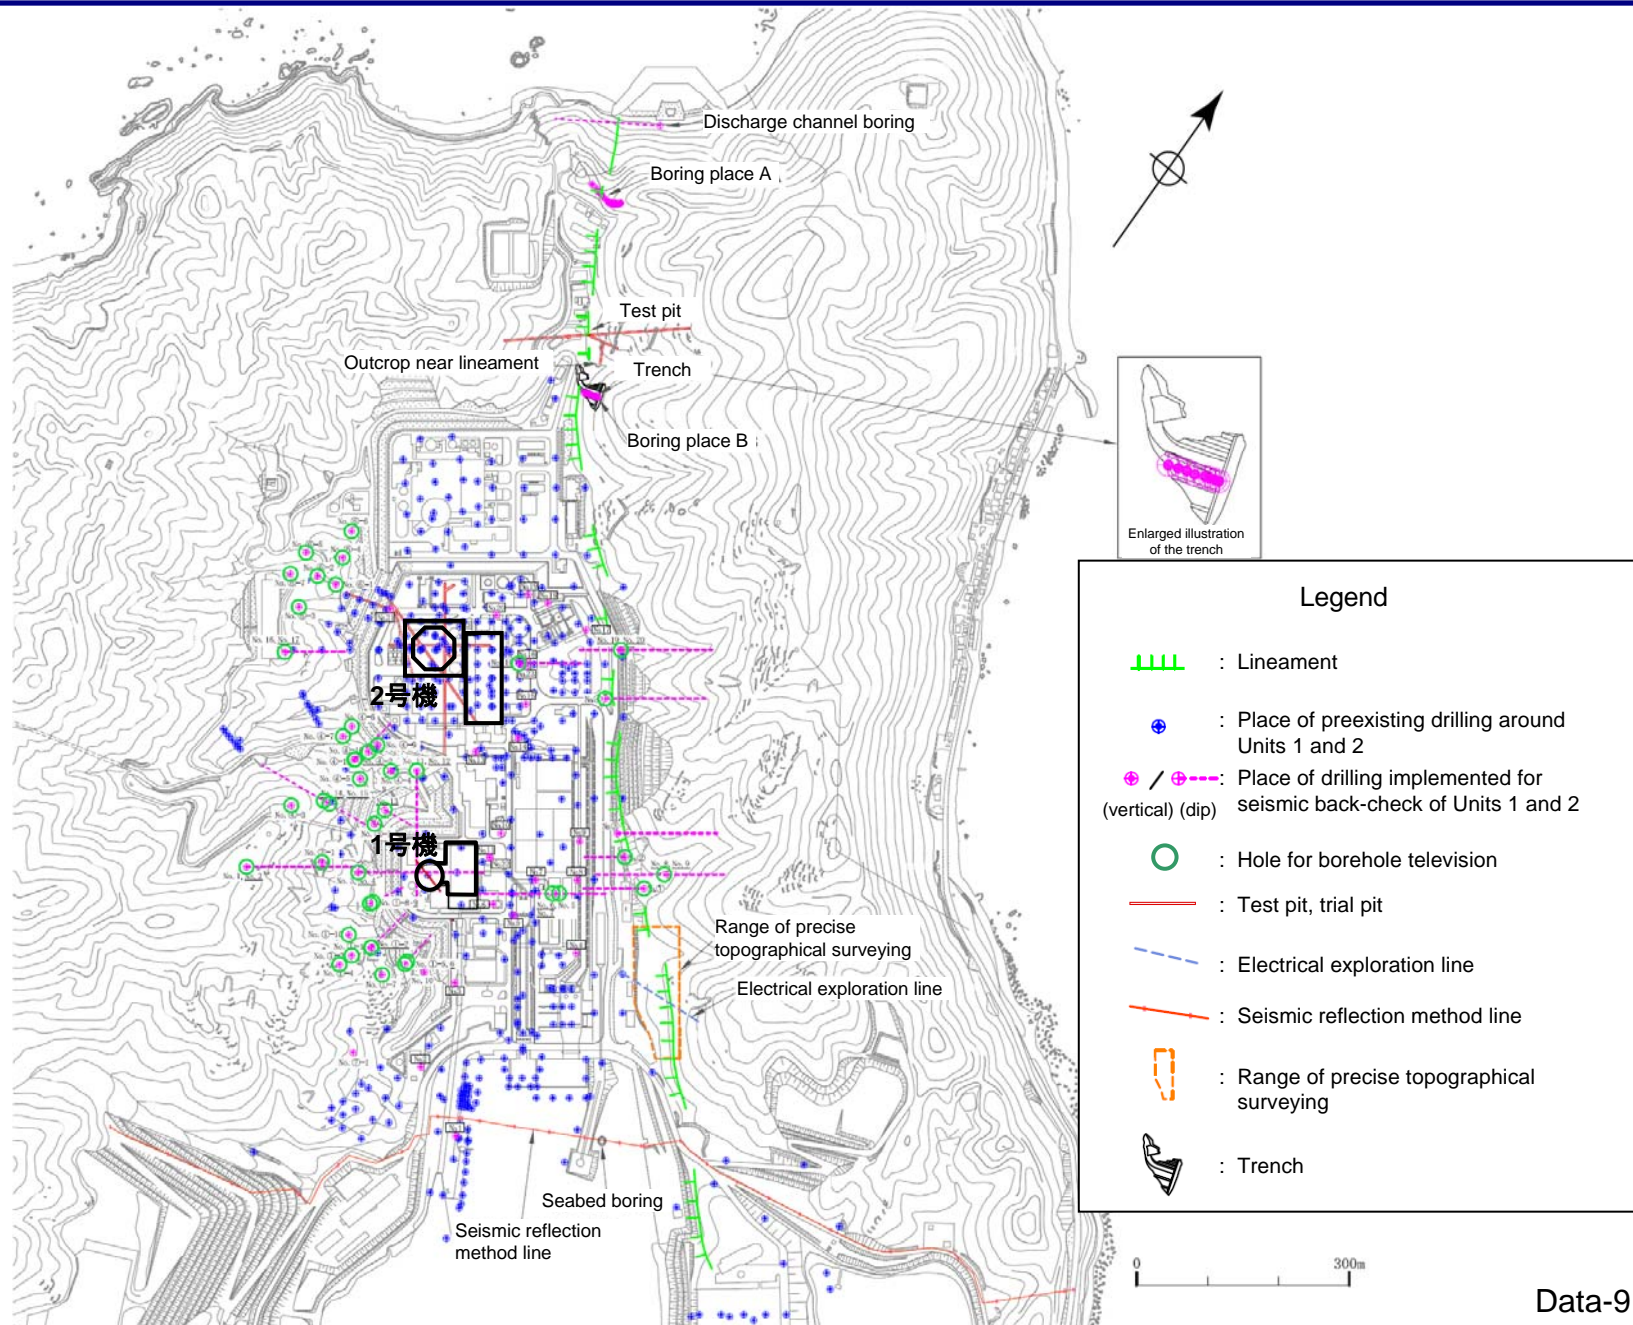 Discharge channel boring
Boring place A
Test pit
Outcrop near lineament
Trench
Boring place B
Enlarged illustration
of the trench
2号機
1号機
Range of precise
topographical surveying
Electrical exploration line
Seabed boring
Seismic reflection
method line
Legend
: Lineament
: Place of preexisting drilling around
Units 1 and 2
/ : Place of drilling implemented for
(vertical) (dip) seismic back-check of Units 1 and 2
: Hole for borehole television
: Test pit, trial pit
: Electrical exploration line
: Seismic reflection method line
: Range of precise topographical
surveying
: Trench
0 300m
Data-9